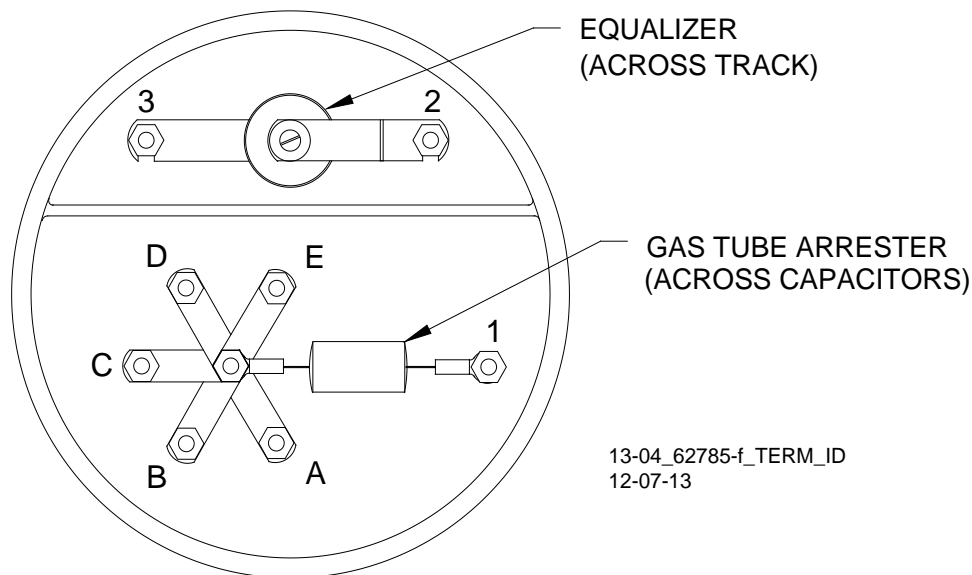 EQUALIZER
(ACROSS TRACK)
3
2
GAS TUBE ARRESTER
(ACROSS CAPACITORS)
D
E
1
C
B
A
13-04_62785-f_TERM_ID
12-07-13